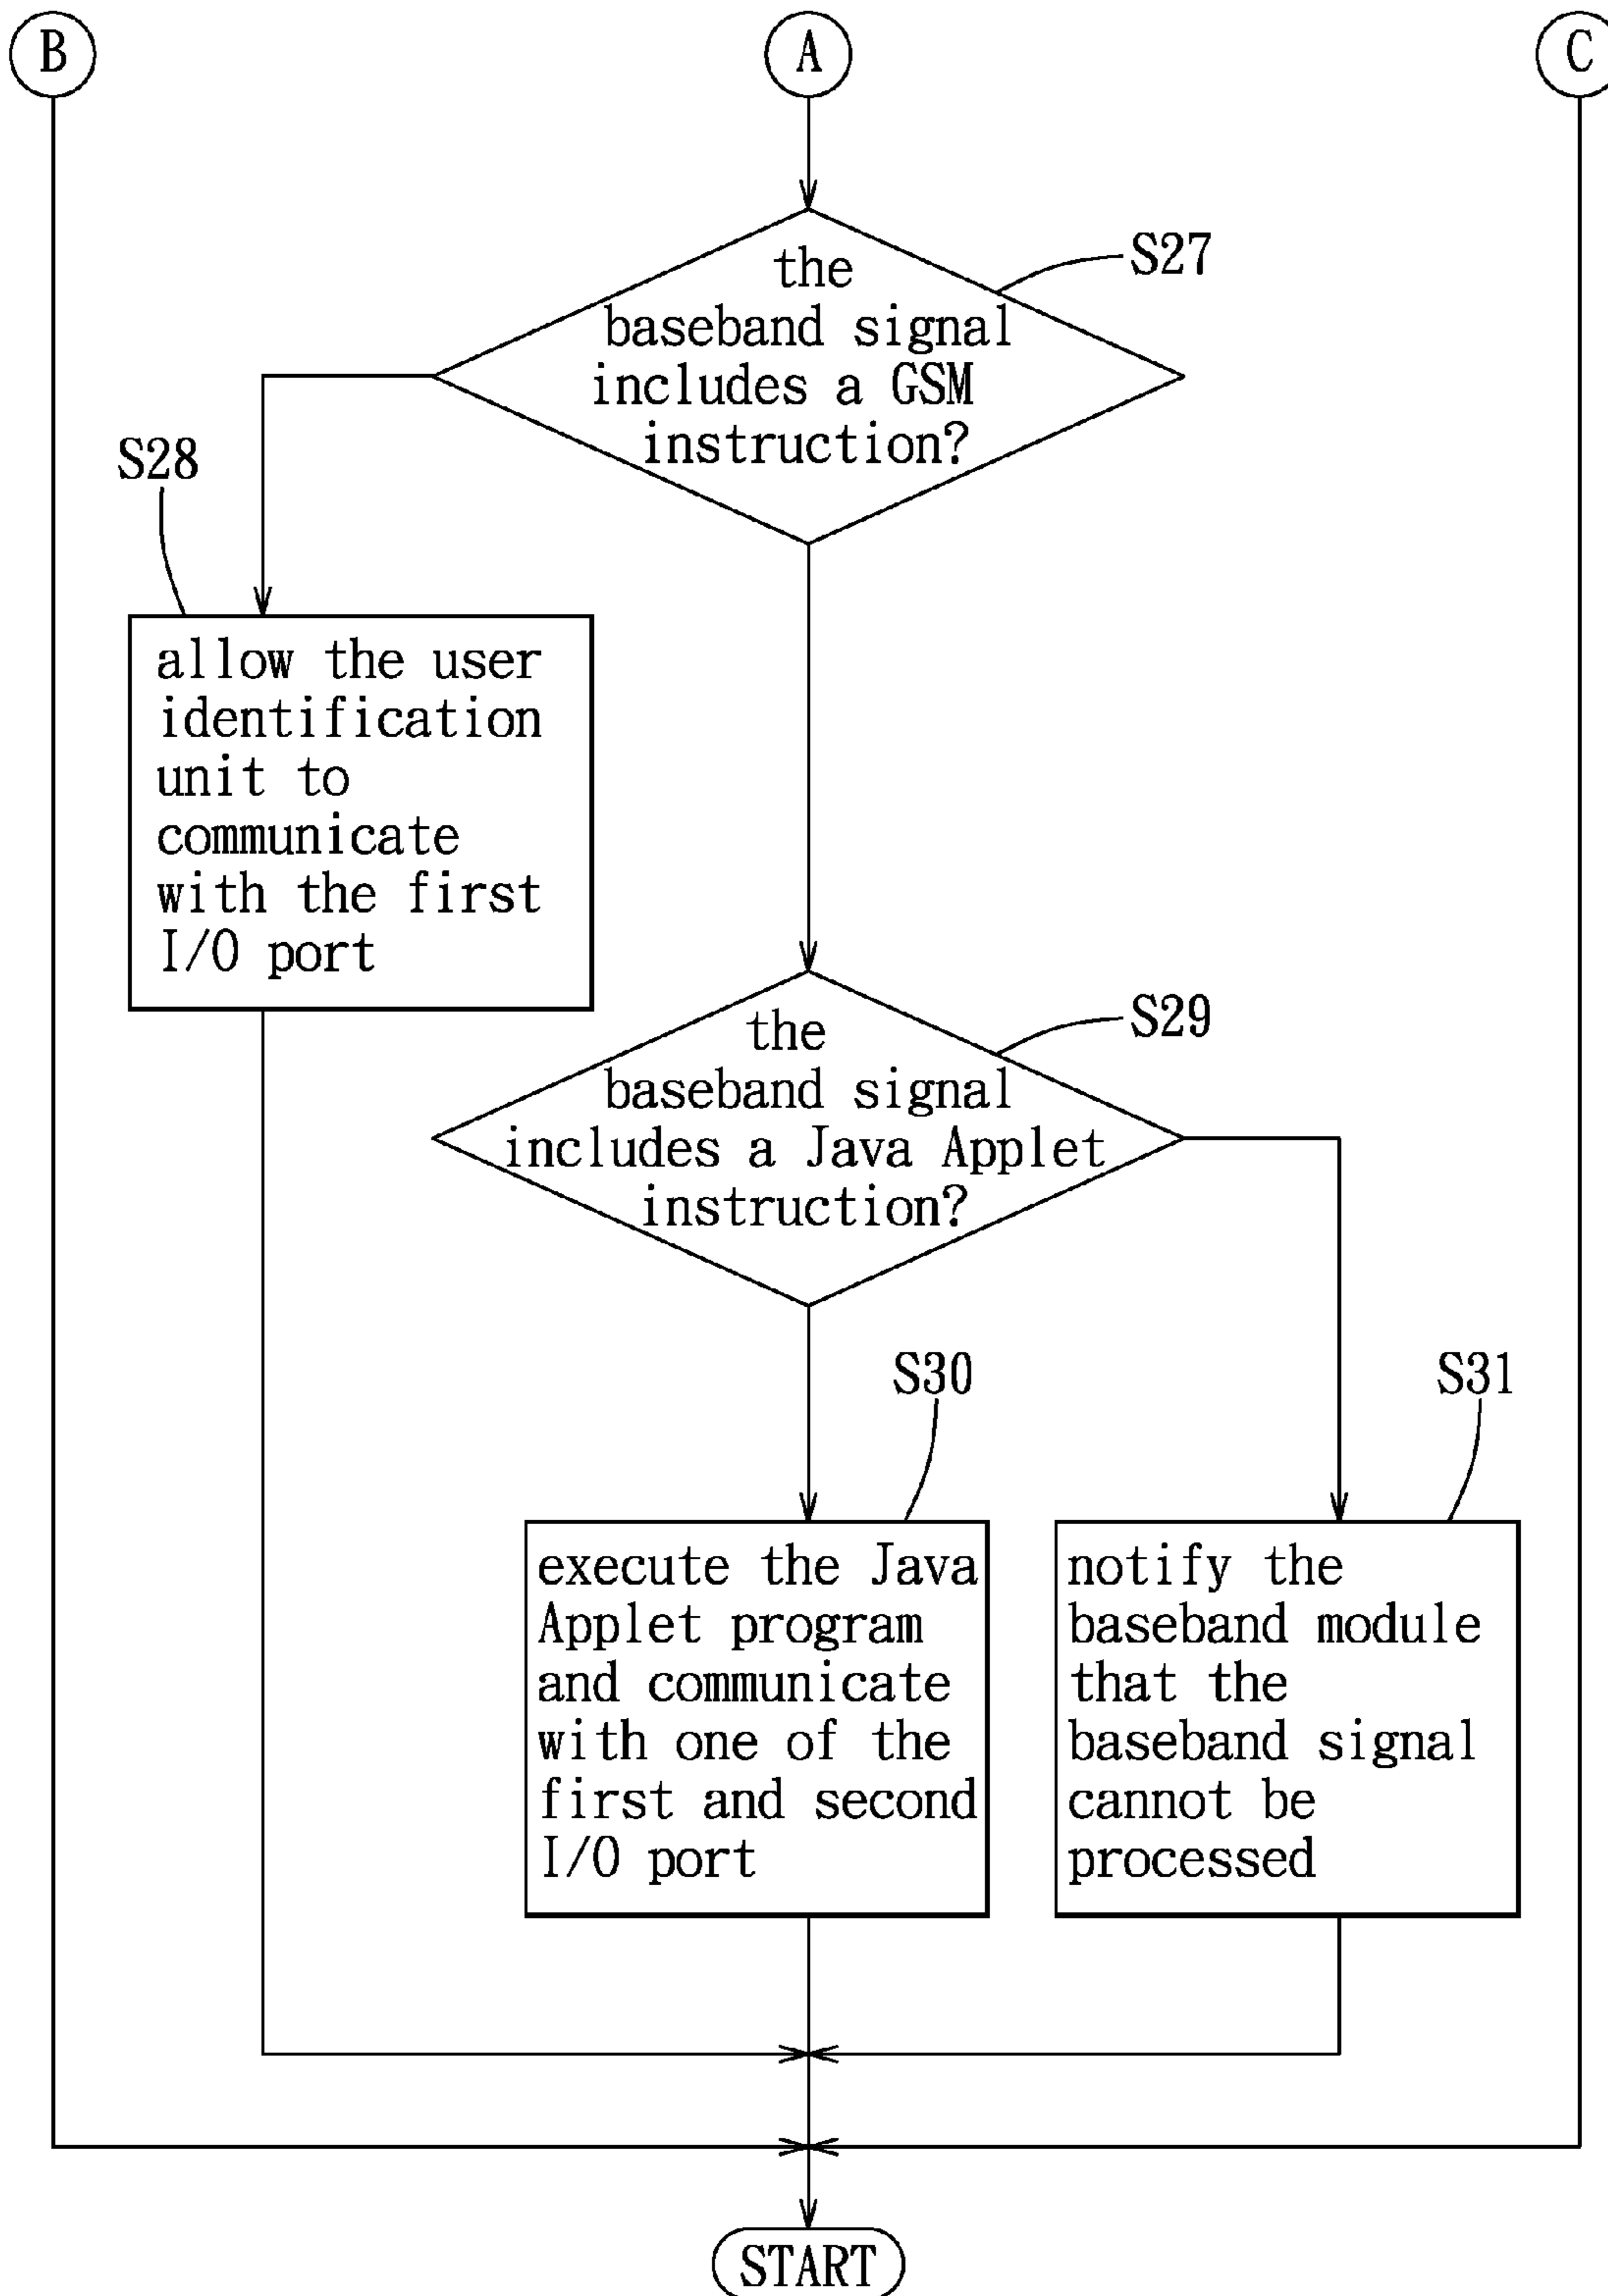 B
A
C
S27
the
baseband signal
includes a GSM
instruction?
S28
allow the user
identification
unit to
communicate
with the first
I/O port
S29
the
baseband signal
includes a Java Applet
instruction?
S30
execute the Java
Applet program
and communicate
with one of the
first and second
I/O port
S31
notify the
baseband module
that the
baseband signal
cannot be
processed
START